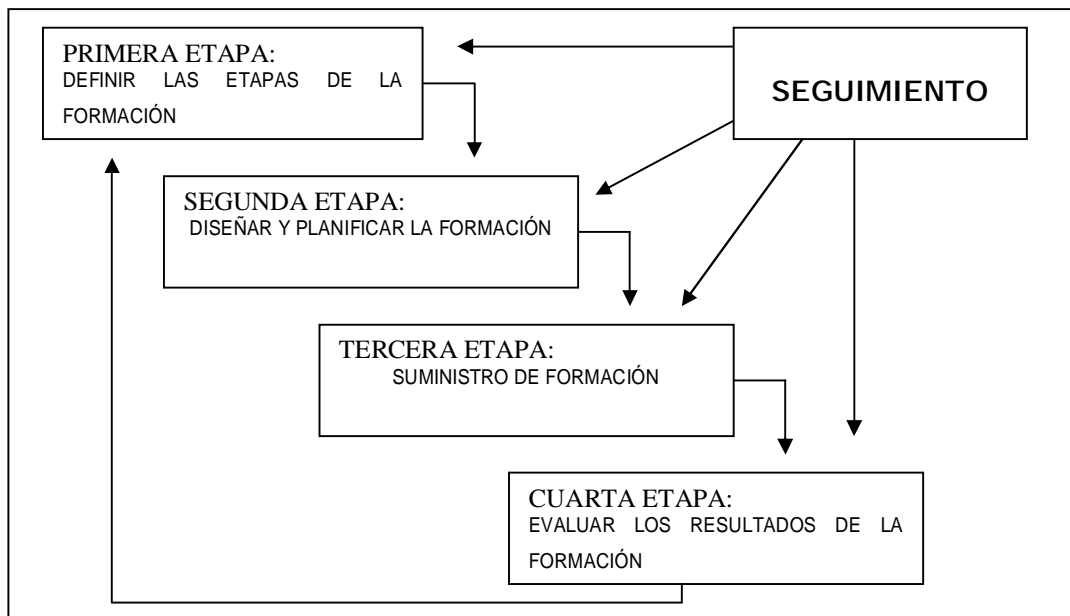 PRIMERA ETAPA:
DEFINIR LAS ETAPAS DE LA
FORMACIÓN
SEGUIMIENTO
SEGUNDA ETAPA:
DISEÑAR Y PLANIFICAR LA FORMACIÓN
TERCERA ETAPA:
SUMINISTRO DE FORMACIÓN
CUARTA ETAPA:
EVALUAR LOS RESULTADOS DE LA
FORMACIÓN